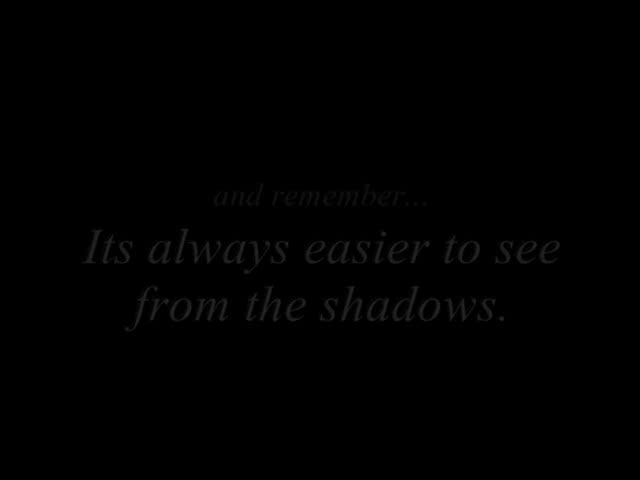 and remember...
Its always easier to see
from the shadows.